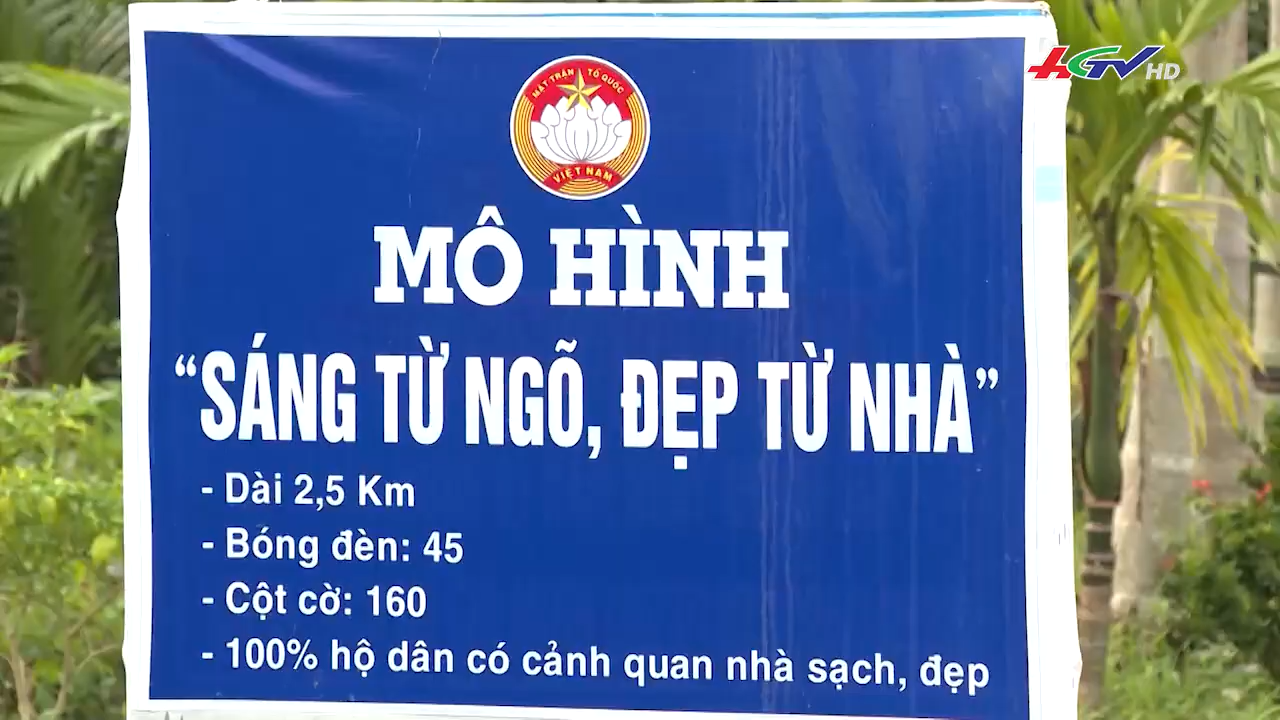 HGTV HD
MẶT TRẬN TỔ QUỐC
VIỆT NAM
MÔ HÌNH
“SÁNG TỪ NGÕ, ĐẸP TỪ NHÀ”
- Dài 2,5 Km
- Bóng đèn: 45
- Cột cờ: 160
- 100% hộ dân có cảnh quan nhà sạch, đẹp